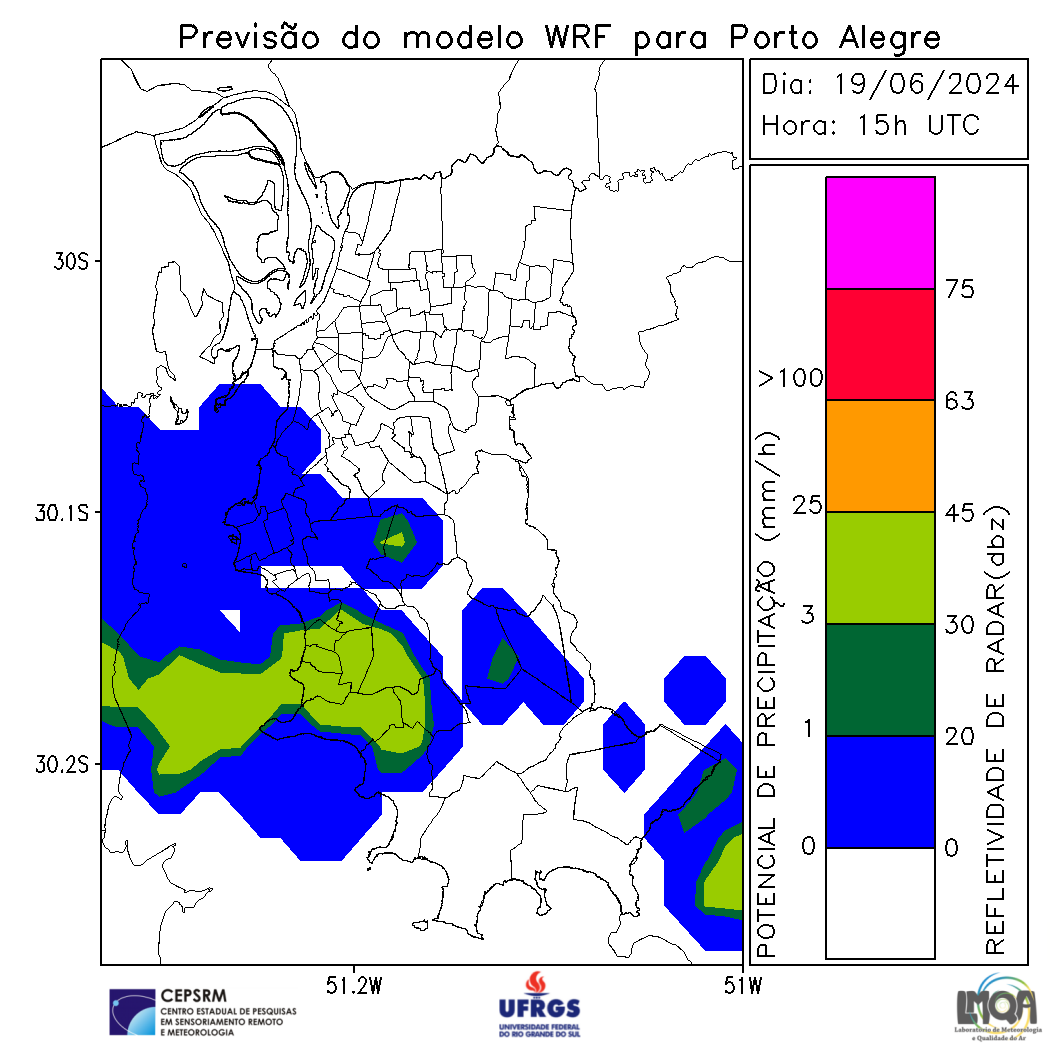 Previsão do modelo WRF para Porto Alegre
Dia: 19/06/2024
Hora: 15h UTC
30S
30.1S
30.2S
51.2W
51W
POTENCIAL DE PRECIPITAÇÃO (mm/h)
>100
25
3
1
0
75
63
45
30
20
0
REFLETIVIDADE DE RADAR(dbz)
CEPSRM
CENTRO ESTADUAL DE PESQUISAS
EM SENSORIAMENTO REMOTO
E METEOROLOGIA
UFRGS
UNIVERSIDADE FEDERAL
DO RIO GRANDE DO SUL
LMQA
Laboratório de Meteorologia
e Qualidade do Ar